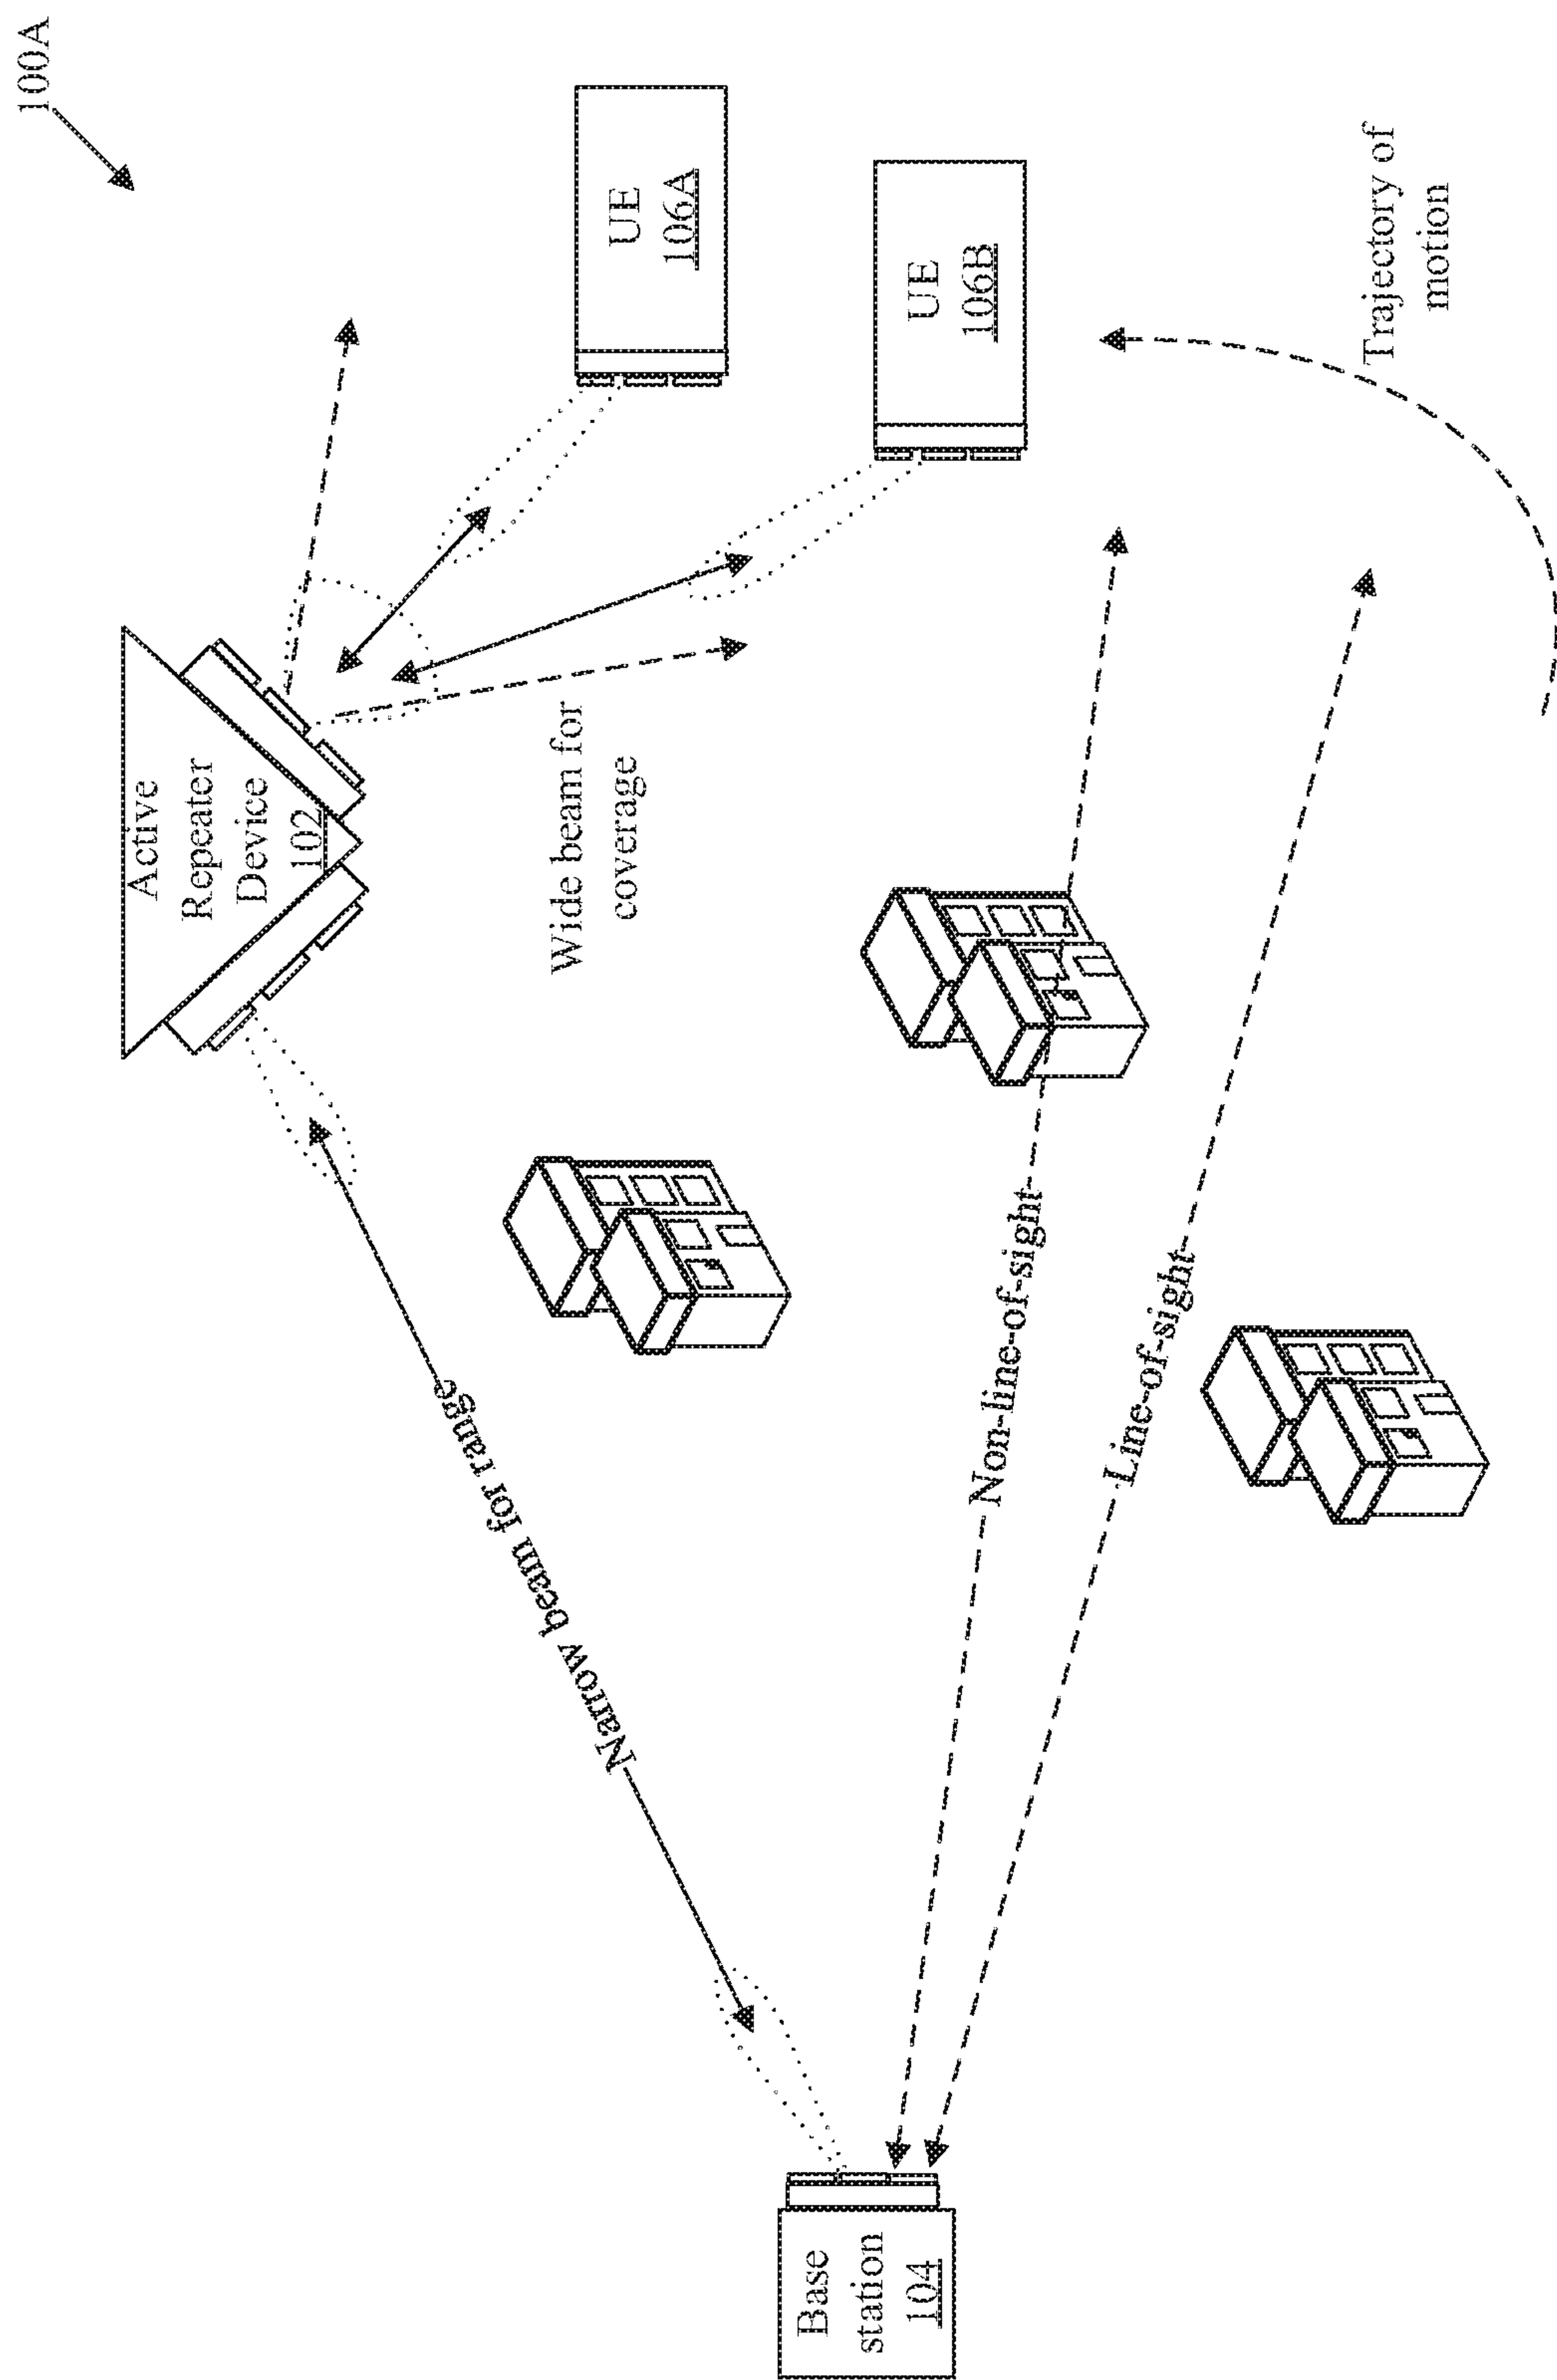 100A
Active
Repeater
Device
102
UE
106A
UE
106B
Wide beam for
coverage
Narrow beam for range
Non-line-of-sight
Line-of-sight
Trajectory of
motion
Base
station
104